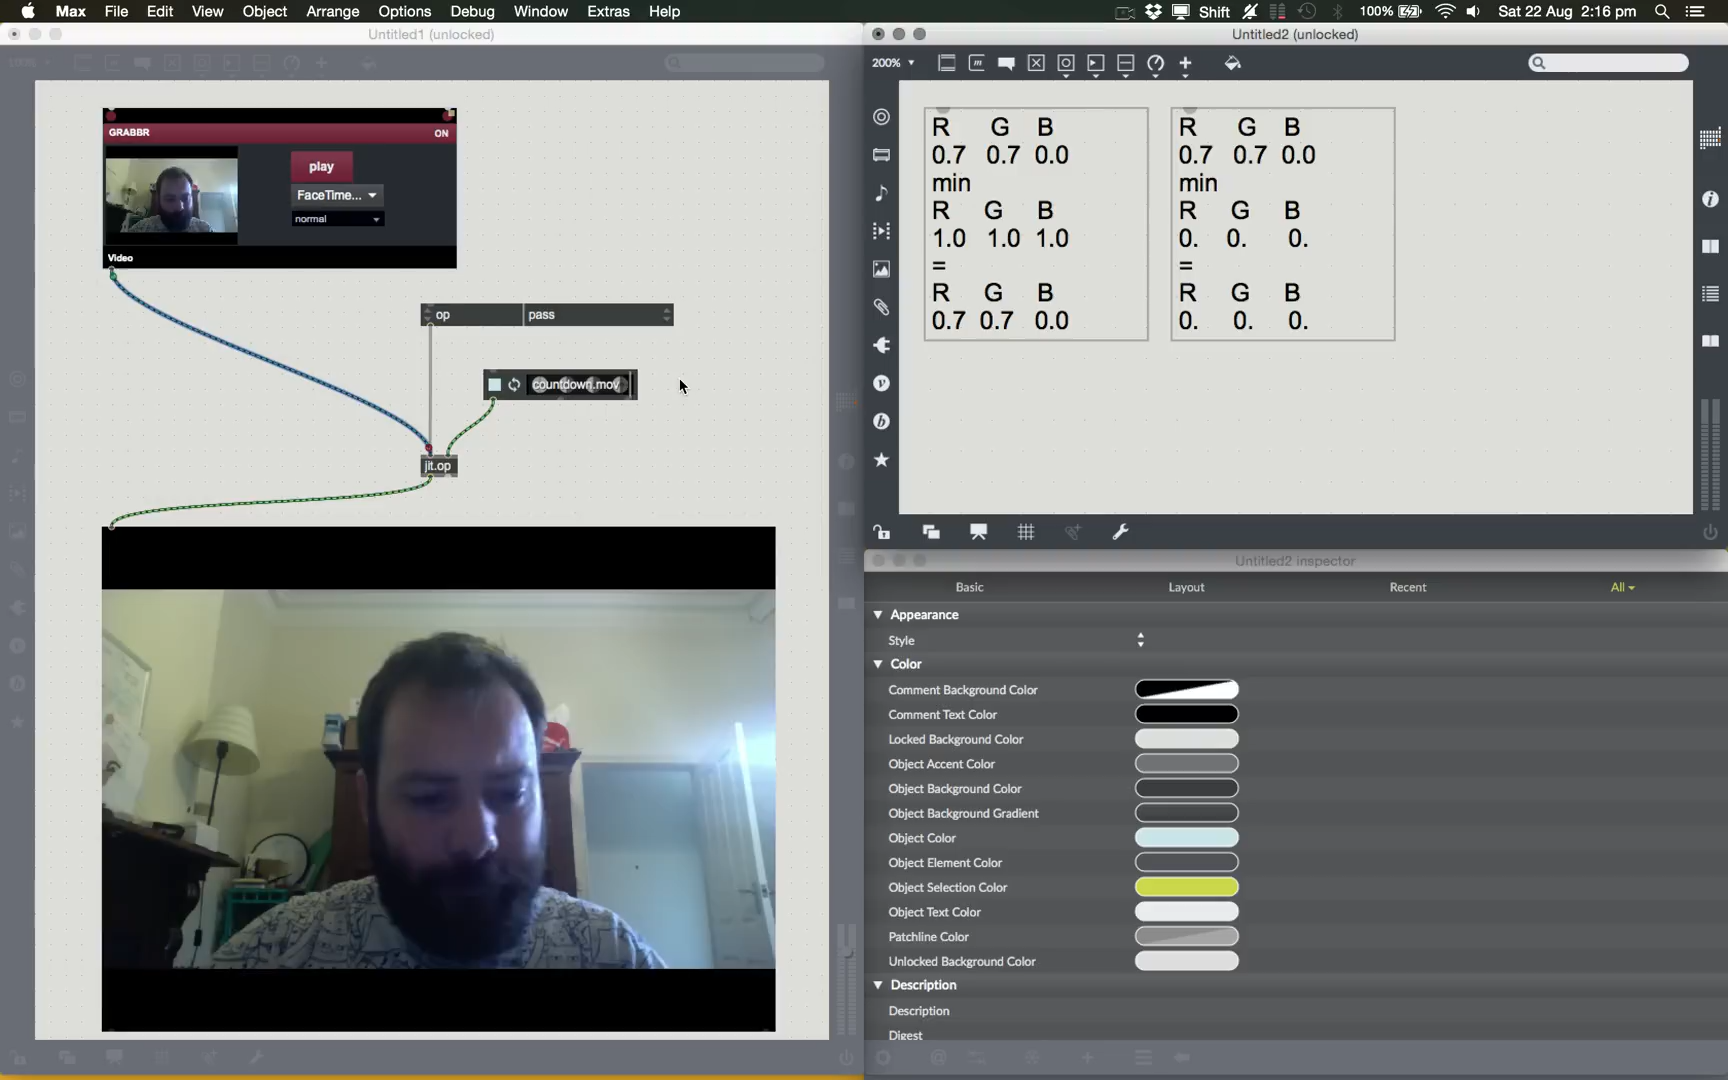 Max File Edit View Object Arrange Options Debug Window Extras Help
Shift 100% Sat 22 Aug 2:16 pm
Untitled1 (unlocked)
GRABBR ON
play
FaceTime...
normal
Video
op pass
countdown.mov
jit.op
Untitled2 (unlocked)
200%
R G B
0.7 0.7 0.0
min
R G B
1.0 1.0 1.0
=
R G B
0.7 0.7 0.0
R G B
0.7 0.7 0.0
min
R G B
0. 0. 0.
=
R G B
0. 0. 0.
Untitled2 inspector
Basic Layout Recent All
Appearance
Style
Color
Comment Background Color
Comment Text Color
Locked Background Color
Object Accent Color
Object Background Color
Object Background Gradient
Object Color
Object Element Color
Object Selection Color
Object Text Color
Patchline Color
Unlocked Background Color
Description
Description
Digest